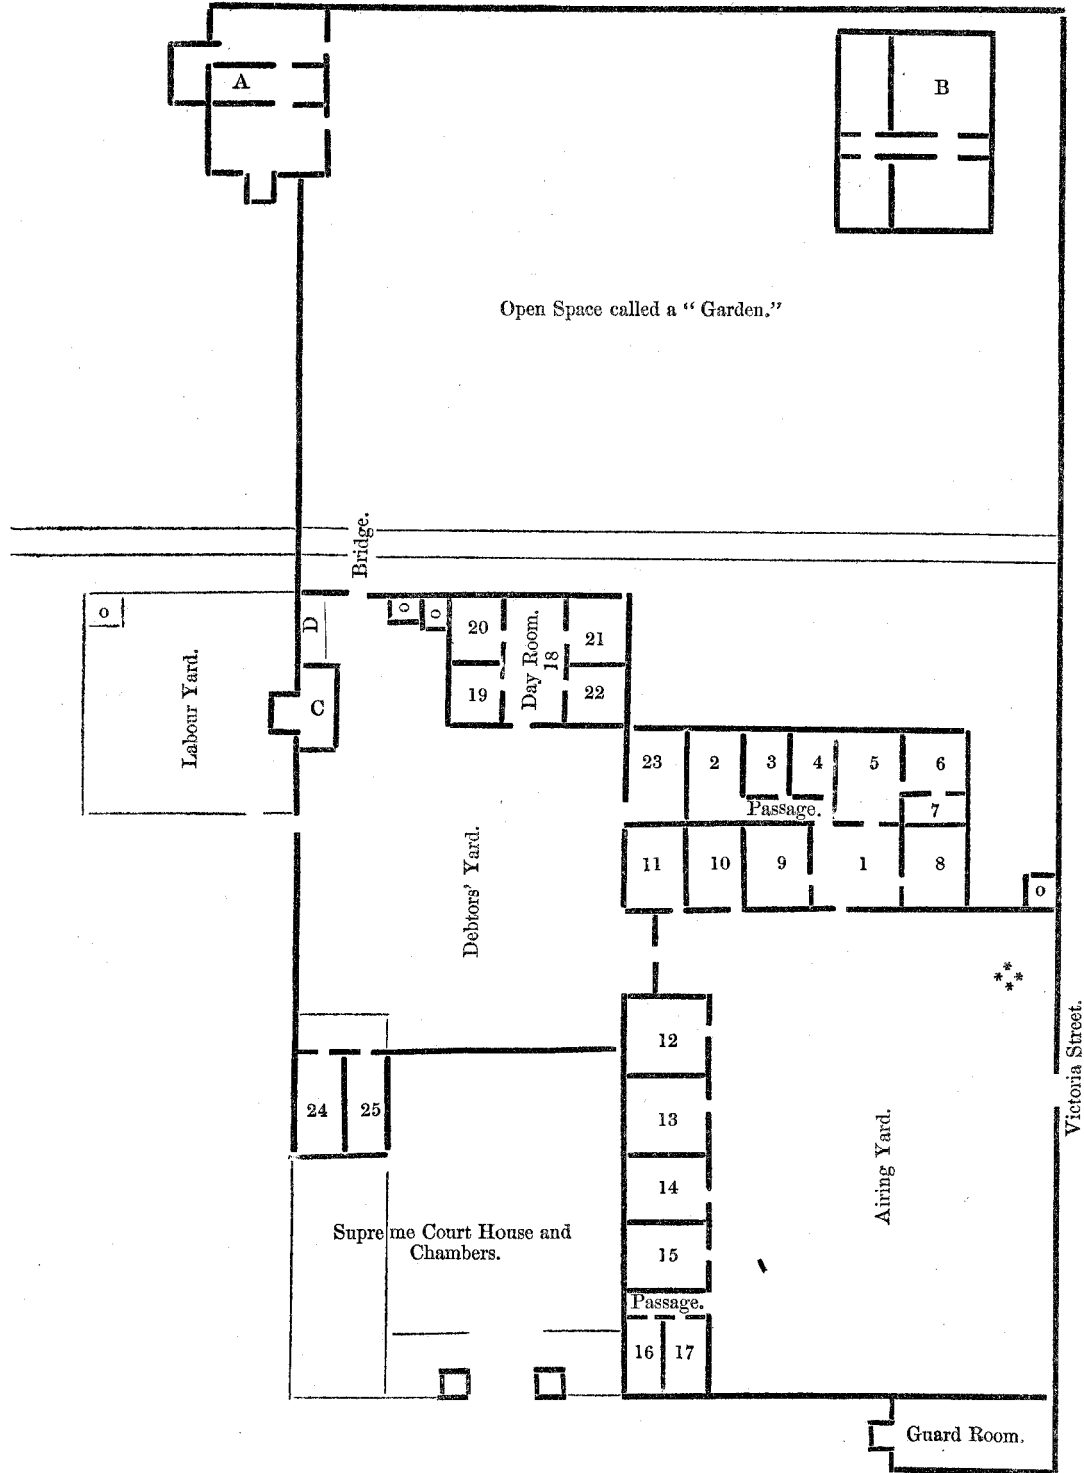 A
B
Open Space called a “ Garden.”
Bridge.
o
D
o
o
20
Day Room.
18
21
19
22
Labour Yard.
C
23
2
3
4
5
6
Passage.
7
11
10
9
1
8
o
Debtors' Yard.
****
12
Victoria Street.
24
25
13
Airing Yard.
14
Supreme Court House and
Chambers.
15
Passage.
16
17
Guard Room.